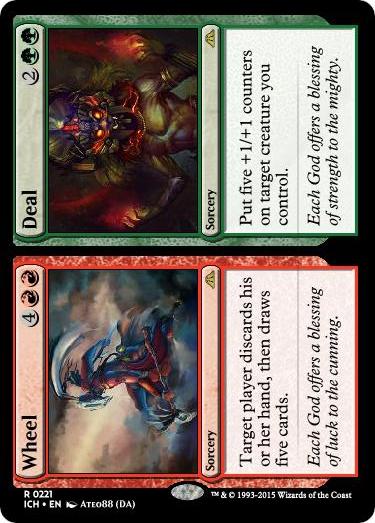 Wheel 4
Sorcery
Target player discards his
or her hand, then draws
five cards.
Each God offers a blessing
of luck to the cunning.
Deal 2
Sorcery
Put five +1/+1 counters
on target creature you
control.
Each God offers a blessing
of strength to the mighty.
R 0221
ICH • EN Ateo88 (DA)
™ & © 1993-2015 Wizards of the Coast